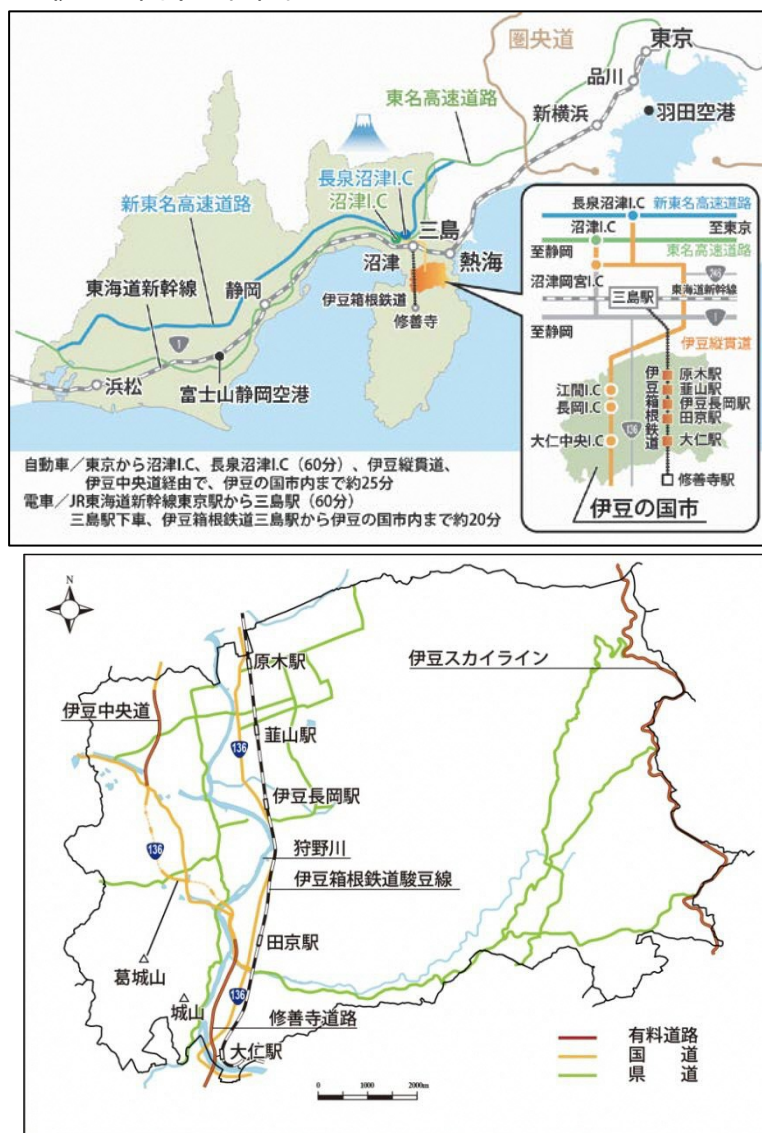 圏央道
東京
品川
新横浜
羽田空港
東名高速道路
長泉沼津I.C
沼津I.C
新東名高速道路
三島
沼津
熱海
東海道新幹線
静岡
伊豆箱根鉄道
修善寺
1
浜松
富士山静岡空港
長泉沼津I.C
新東名高速道路
沼津I.C
至東京
至静岡
東名高速道路
沼津岡宮I.C
東海道新幹線
三島駅
1
至静岡
伊豆縦貫道
江間I.C
長岡I.C
大仁中央I.C
136
伊豆箱根鉄道
原木駅
韮山駅
伊豆長岡駅
田京駅
大仁駅
修善寺駅
伊豆の国市
自動車／東京から沼津I.C、長泉沼津I.C（60分）、伊豆縦貫道、
伊豆中央道経由で、伊豆の国市内まで約25分
電車／JR東海道新幹線東京駅から三島駅（60分）
三島駅下車、伊豆箱根鉄道三島駅から伊豆の国市内まで約20分
N
原木駅
伊豆スカイライン
伊豆中央道
韮山駅
136
伊豆長岡駅
狩野川
136
伊豆箱根鉄道駿豆線
田京駅
葛城山
城山
136
修善寺道路
大仁駅
有料道路
国　道
県　道
0 1000 2000m